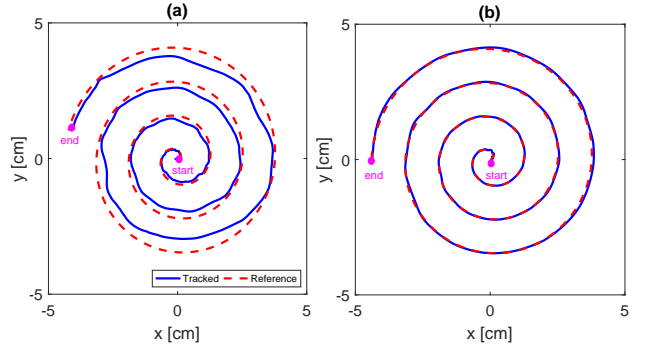 (a)
(b)
5
0
-5
y [cm]
end
start
Tracked
Reference
-5
0
5
x [cm]
5
0
-5
y [cm]
end
start
-5
0
5
x [cm]